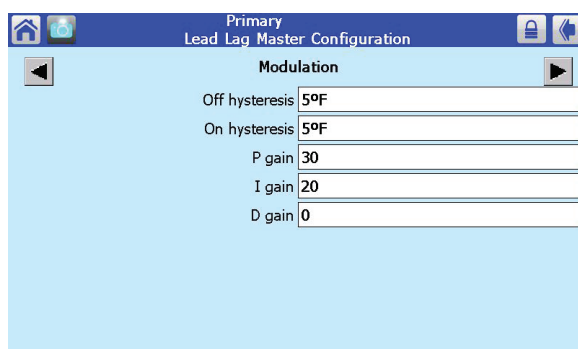 Primary
Lead Lag Master Configuration
Modulation
Off hysteresis 5ºF
On hysteresis 5ºF
P gain 30
I gain 20
D gain 0